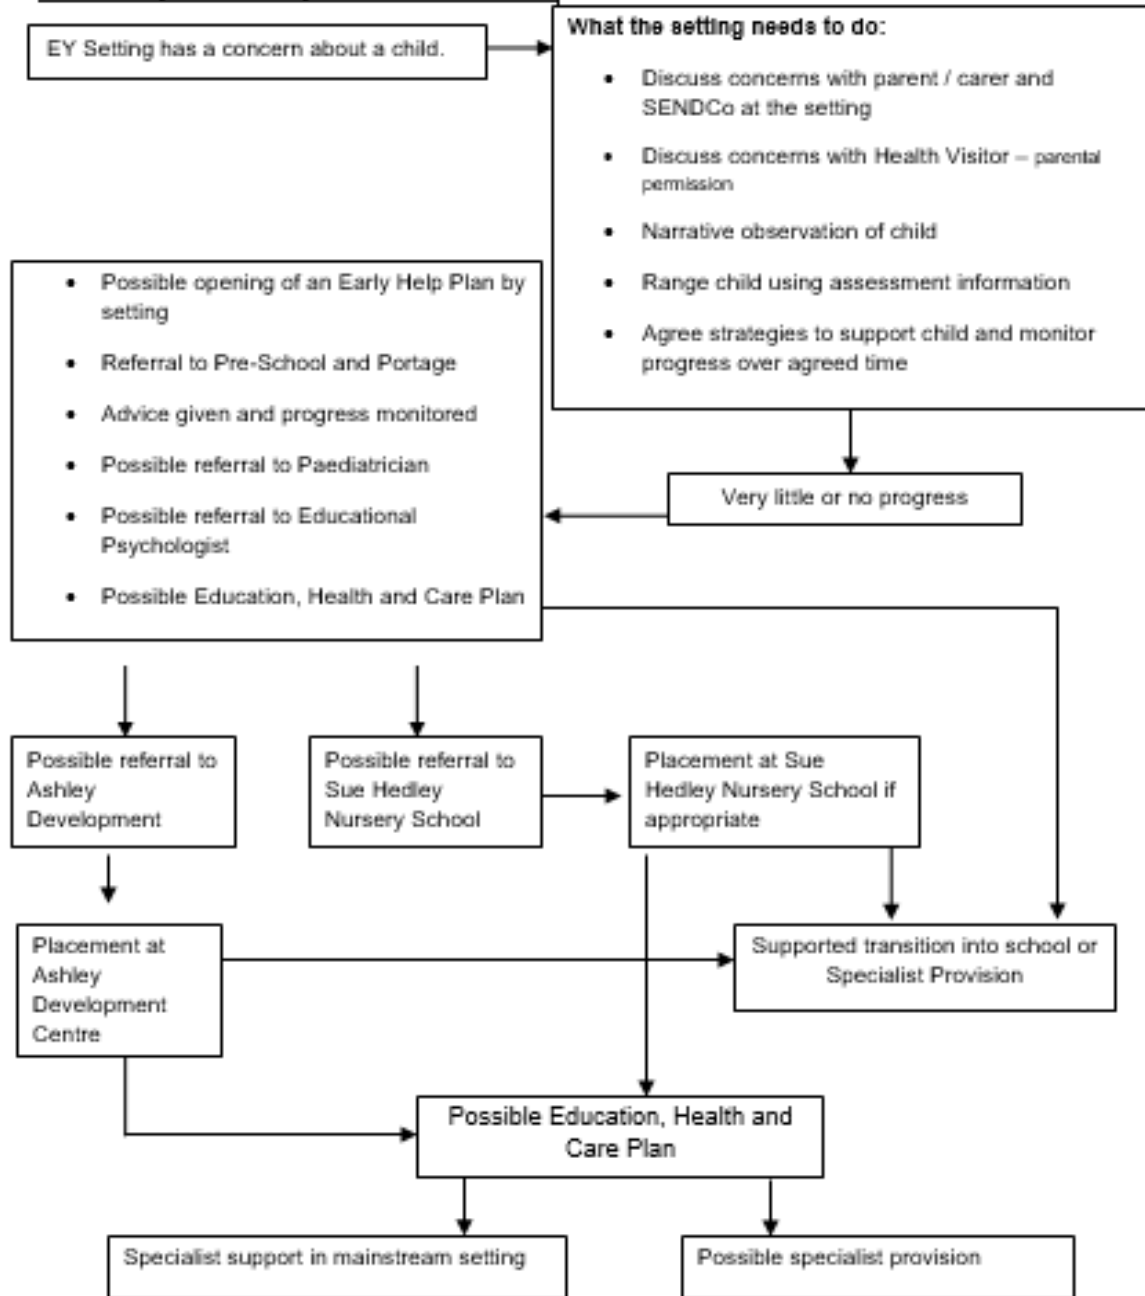 EY Setting has a concern about a child.
What the setting needs to do:
• Discuss concerns with parent / carer and
SENDCo at the setting
• Discuss concerns with Health Visitor – parental
permission
• Narrative observation of child
• Range child using assessment information
• Agree strategies to support child and monitor
progress over agreed time
Very little or no progress
• Possible opening of an Early Help Plan by
setting
• Referral to Pre-School and Portage
• Advice given and progress monitored
• Possible referral to Paediatrician
• Possible referral to Educational
Psychologist
• Possible Education, Health and Care Plan
Possible referral to
Ashley
Development
Possible referral to
Sue Hedley
Nursery School
Placement at Sue
Hedley Nursery School if
appropriate
Placement at
Ashley
Development
Centre
Supported transition into school or
Specialist Provision
Possible Education, Health and
Care Plan
Specialist support in mainstream setting
Possible specialist provision